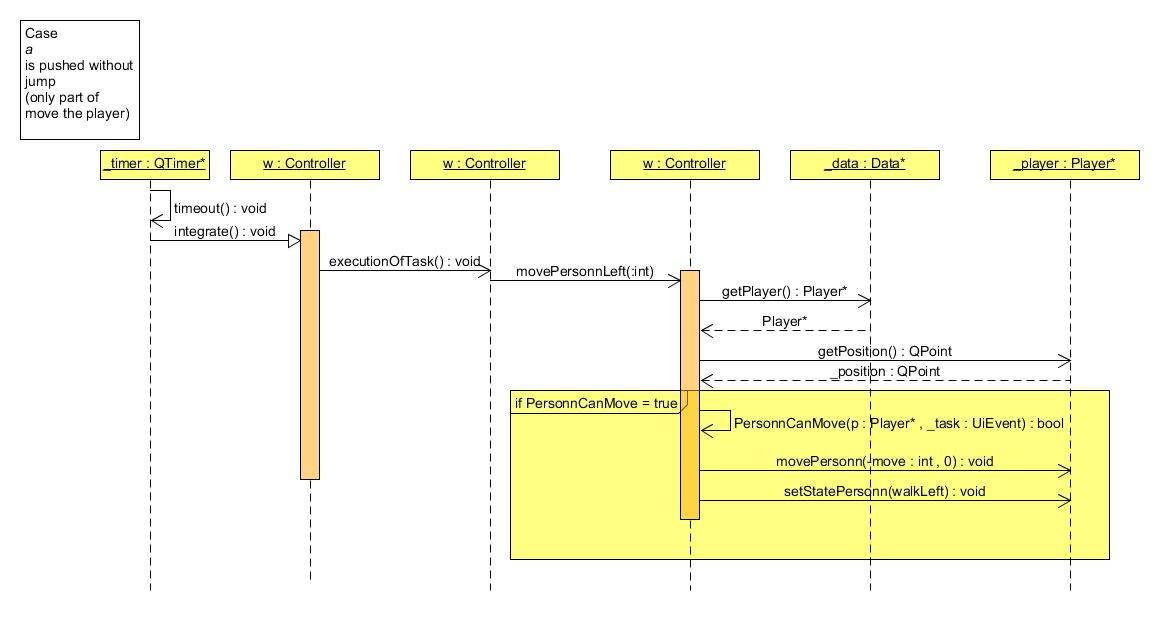 Case
a
is pushed without
jump
(only part of
move the player)
_timer : QTimer*
w : Controller
w : Controller
w : Controller
_data : Data*
_player : Player*
timeout() : void
integrate() : void
executionOfTask() : void
movePersonnLeft(:int)
getPlayer() : Player*
Player*
getPosition() : QPoint
_position : QPoint
if PersonnCanMove = true
PersonnCanMove(p : Player* , _task : UiEvent) : bool
movePersonn(-move : int , 0) : void
setStatePersonn(walkLeft) : void